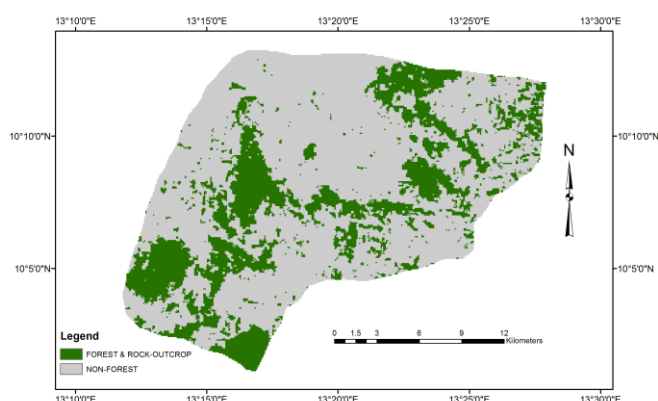 13°10'0"E 13°15'0"E 13°20'0"E 13°25'0"E 13°30'0"E
10°10'0"N 10°10'0"N
N
10°5'0"N 10°5'0"N
Legend
FOREST & ROCK-OUTCROP
NON-FOREST
0 1.5 3 6 9 12
Kilometers
13°10'0"E 13°15'0"E 13°20'0"E 13°25'0"E 13°30'0"E